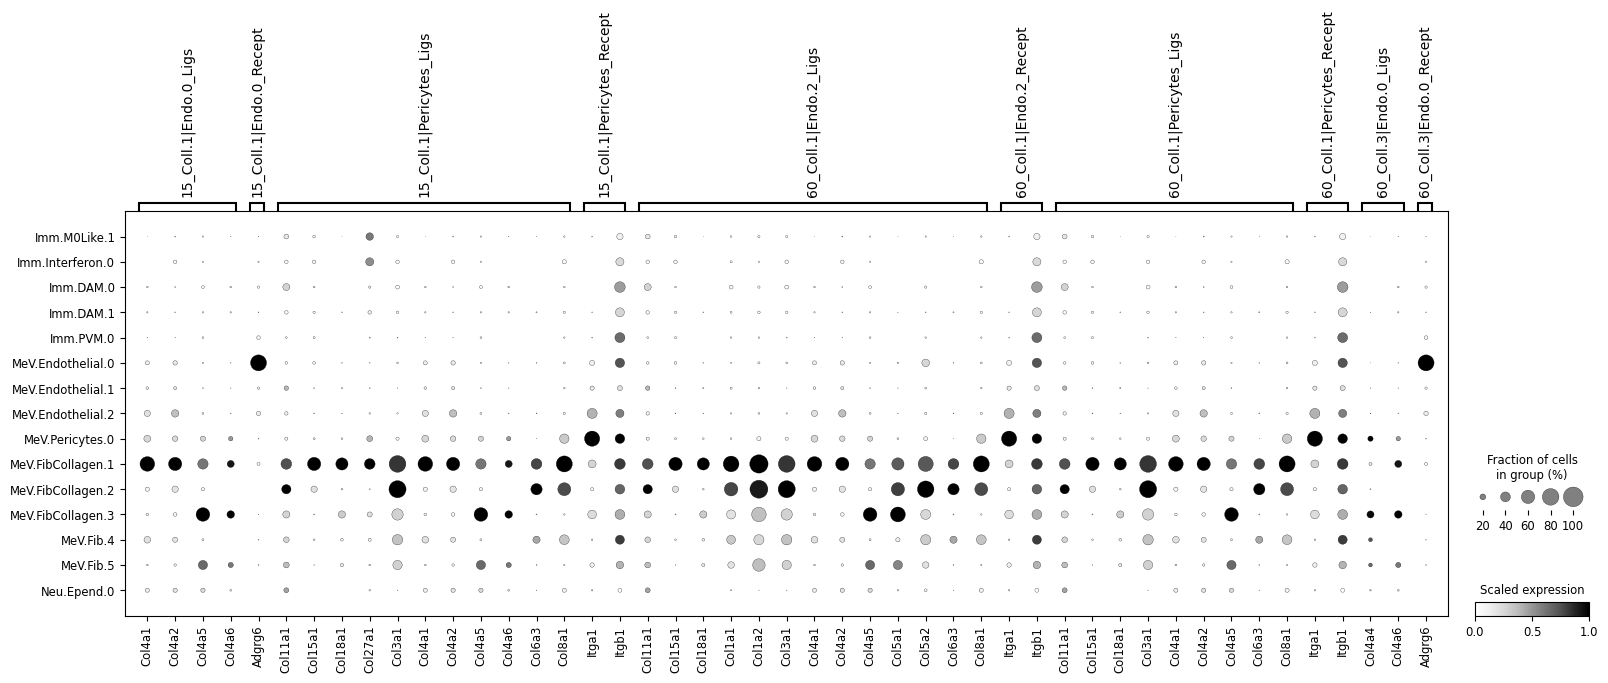 15_Coll.1|Endo.0_Ligs
15_Coll.1|Endo.0_Recept
15_Coll.1|Pericytes_Ligs
15_Coll.1|Pericytes_Recept
60_Coll.1|Endo.2_Ligs
60_Coll.1|Endo.2_Recept
60_Coll.1|Pericytes_Ligs
60_Coll.1|Pericytes_Recept
60_Coll.3|Endo.0_Ligs
60_Coll.3|Endo.0_Recept
Imm.M0Like.1
Imm.Interferon.0
Imm.DAM.0
Imm.DAM.1
Imm.PVM.0
MeV.Endothelial.0
MeV.Endothelial.1
MeV.Endothelial.2
MeV.Pericytes.0
MeV.FibCollagen.1
MeV.FibCollagen.2
MeV.FibCollagen.3
MeV.Fib.4
MeV.Fib.5
Neu.Epend.0
Col4a1
Col4a2
Col4a5
Col4a6
Adgrg6
Col11a1
Col15a1
Col18a1
Col27a1
Col3a1
Col4a1
Col4a2
Col4a5
Col4a6
Col6a3
Col8a1
Itga1
Itgb1
Col11a1
Col15a1
Col18a1
Col1a1
Col1a2
Col3a1
Col4a1
Col4a2
Col4a5
Col5a1
Col5a2
Col6a3
Col8a1
Itga1
Itgb1
Col11a1
Col15a1
Col18a1
Col3a1
Col4a1
Col4a2
Col4a5
Col6a3
Col8a1
Itga1
Itgb1
Col4a4
Col4a6
Adgrg6
Fraction of cells
in group (%)
20 40 60 80 100
Scaled expression
0.0 0.5 1.0